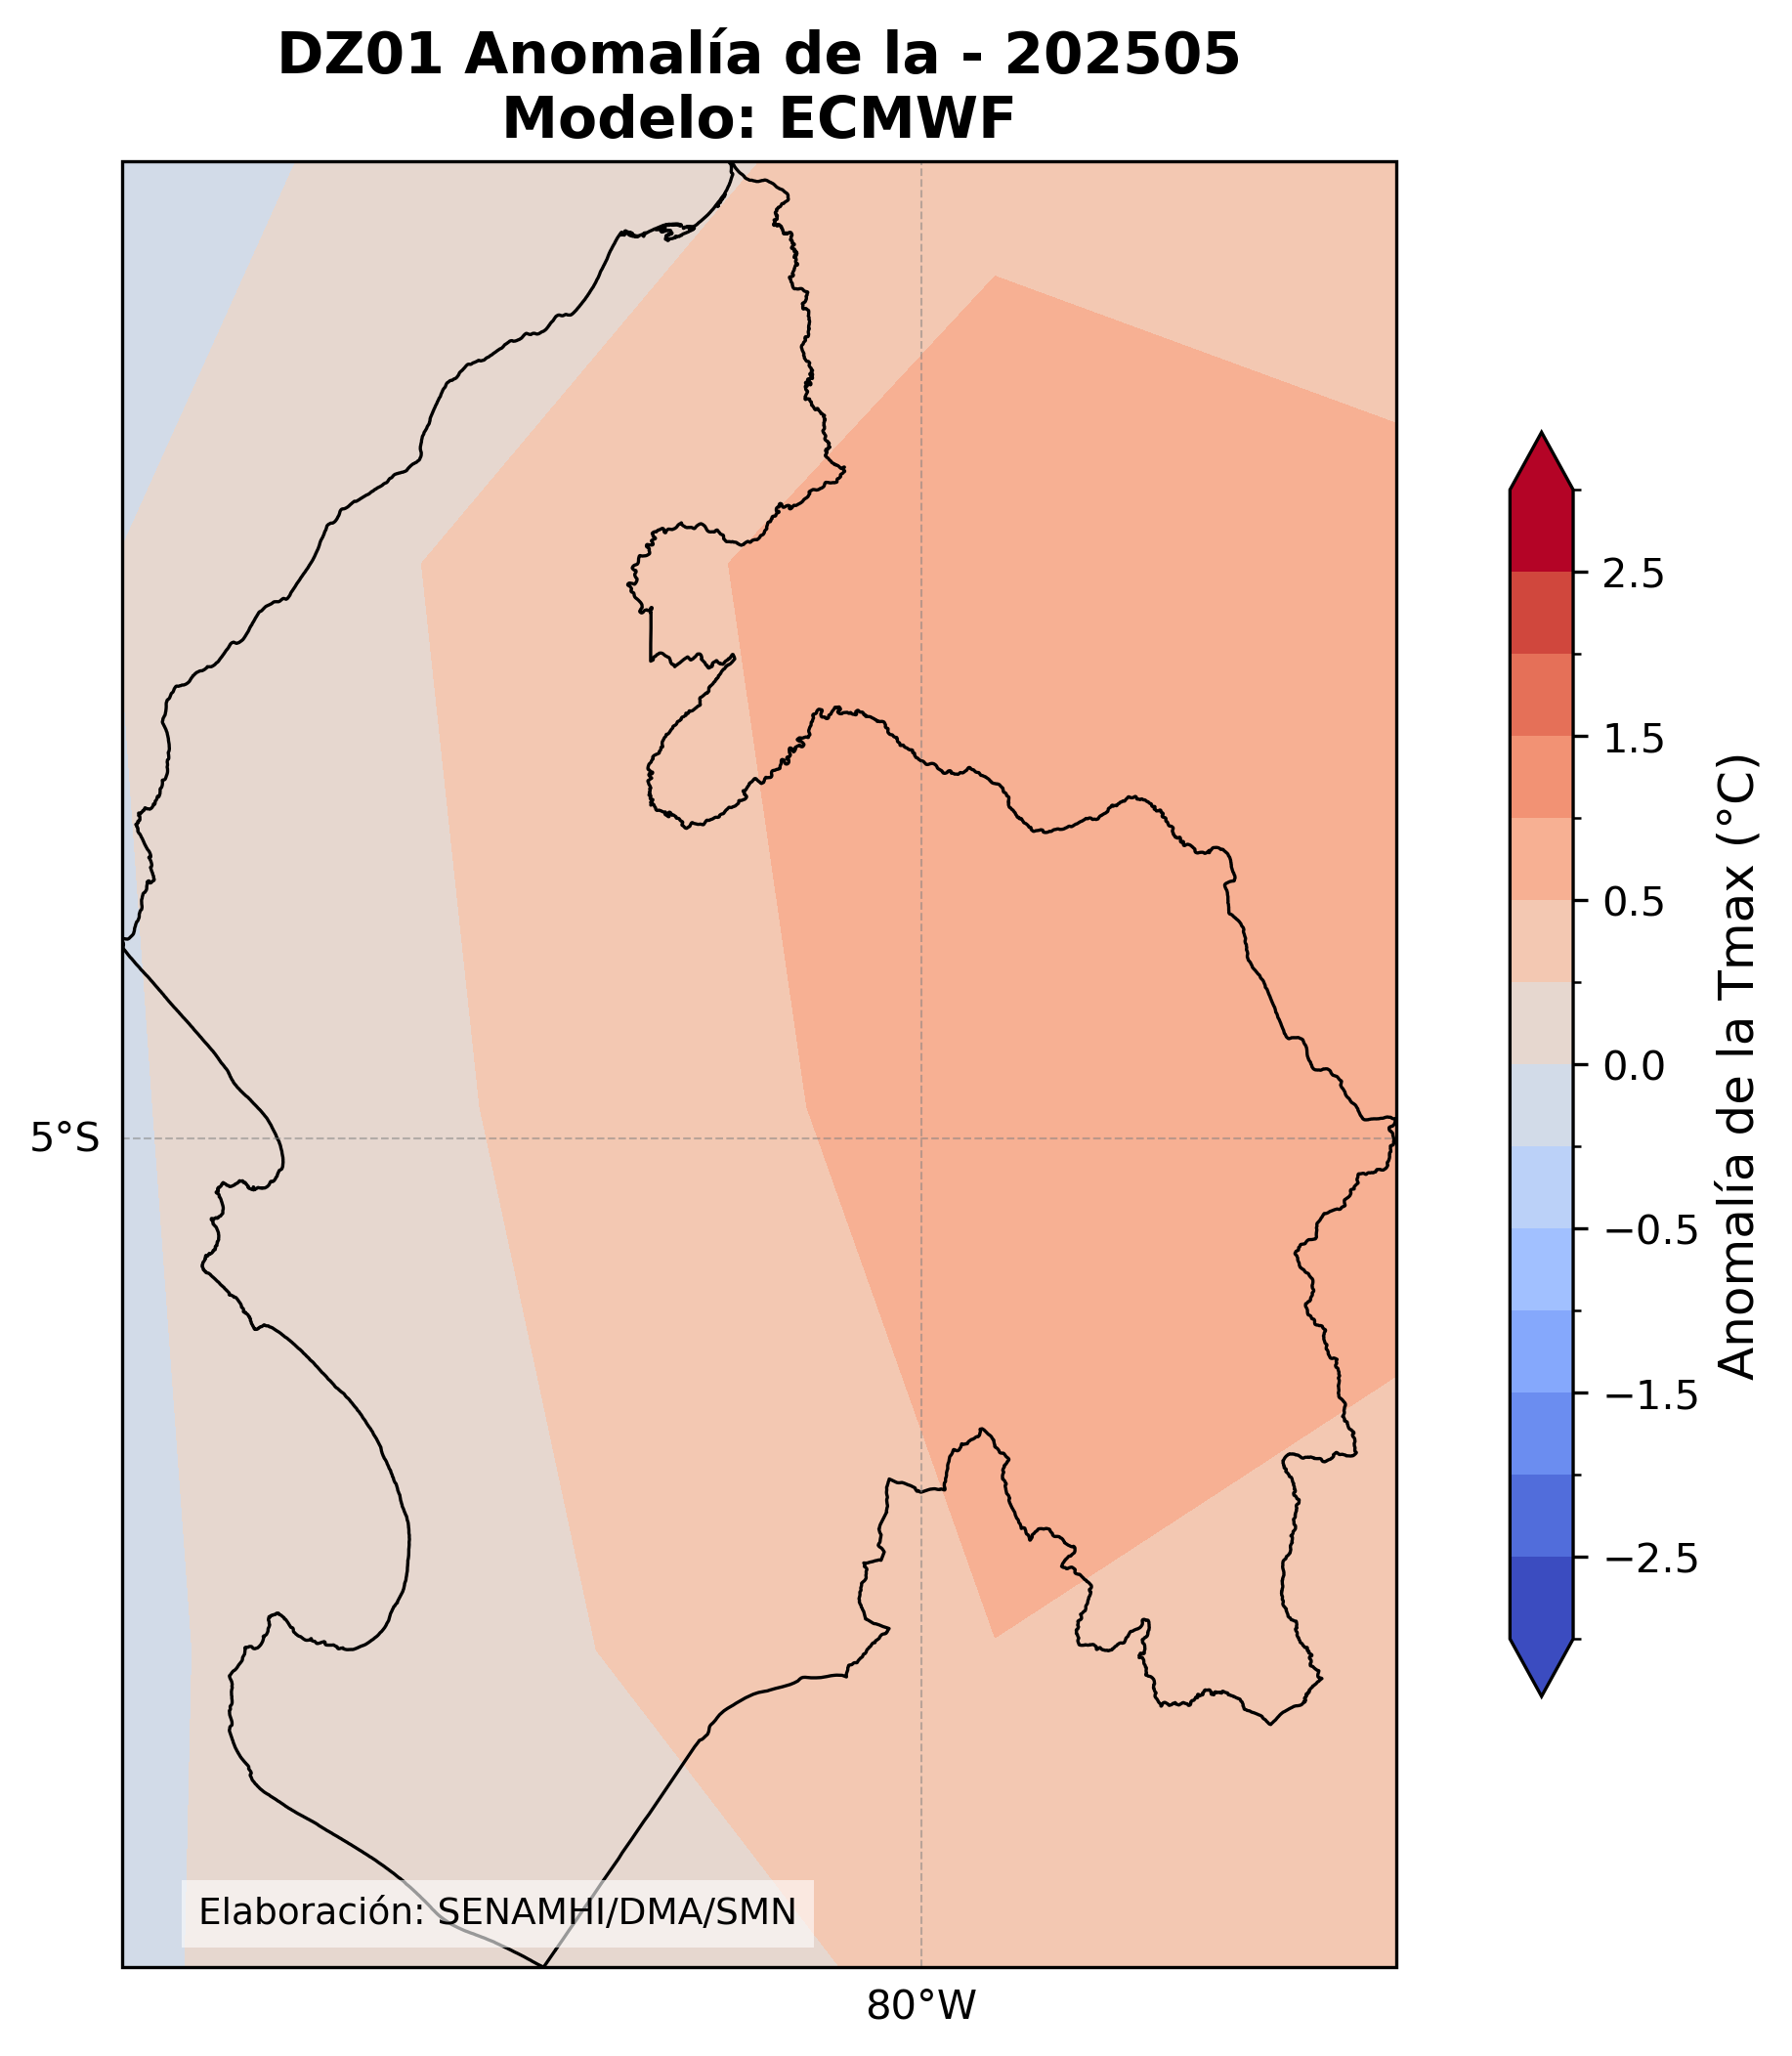 DZ01 Anomalía de la - 202505
Modelo: ECMWF
2.5
1.5
0.5
0.0
−0.5
−1.5
−2.5
Anomalía de la Tmax (°C)
5°S
80°W
Elaboración: SENAMHI/DMA/SMN